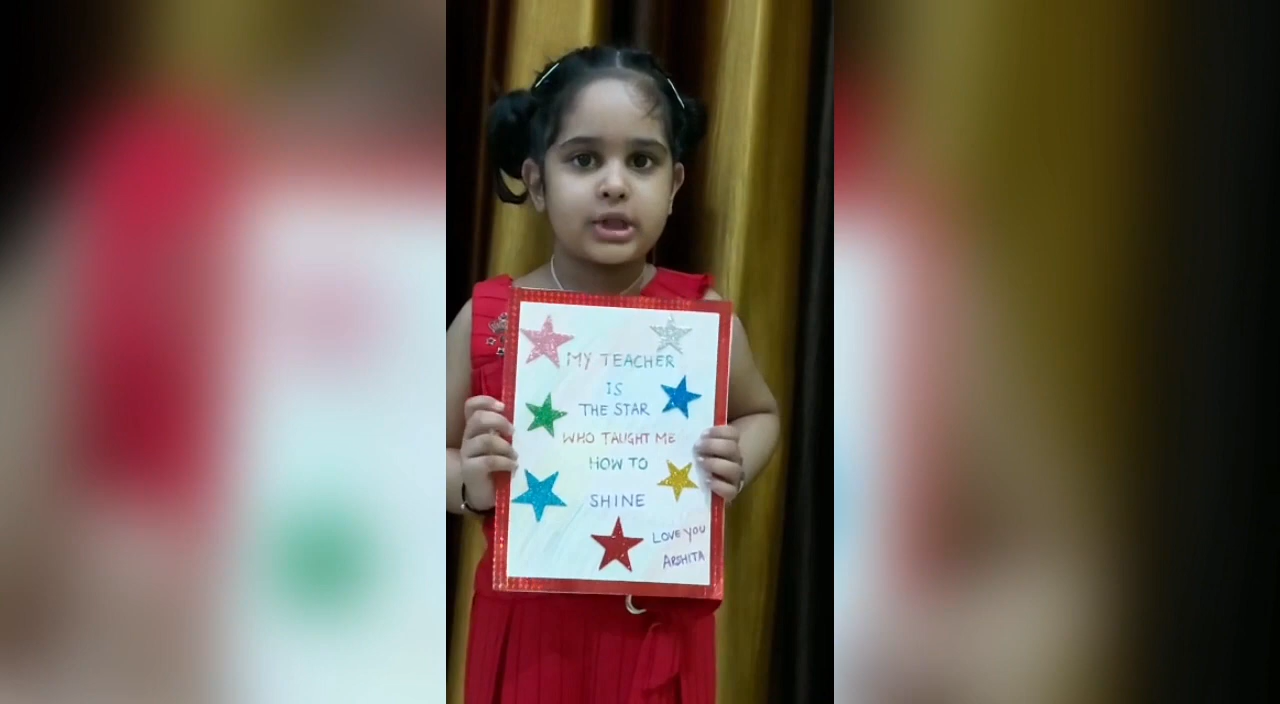 MY TEACHER
IS
THE STAR
WHO TAUGHT ME
HOW TO
SHINE
LOVE YOU
ARSHITA